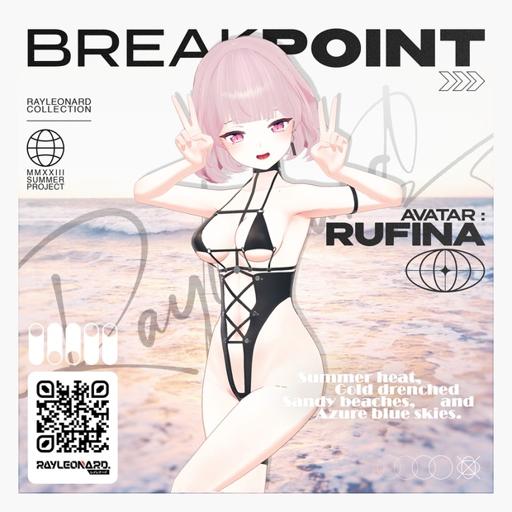 BREAKPOINT
RAYLEONARD
COLLECTION
MMXXIII
SUMMER
PROJECT
AVATAR :
RUFINA
Summer heat,
Gold drenched
Sandy beaches, and
Azure blue skies.
RAYLEONARD.